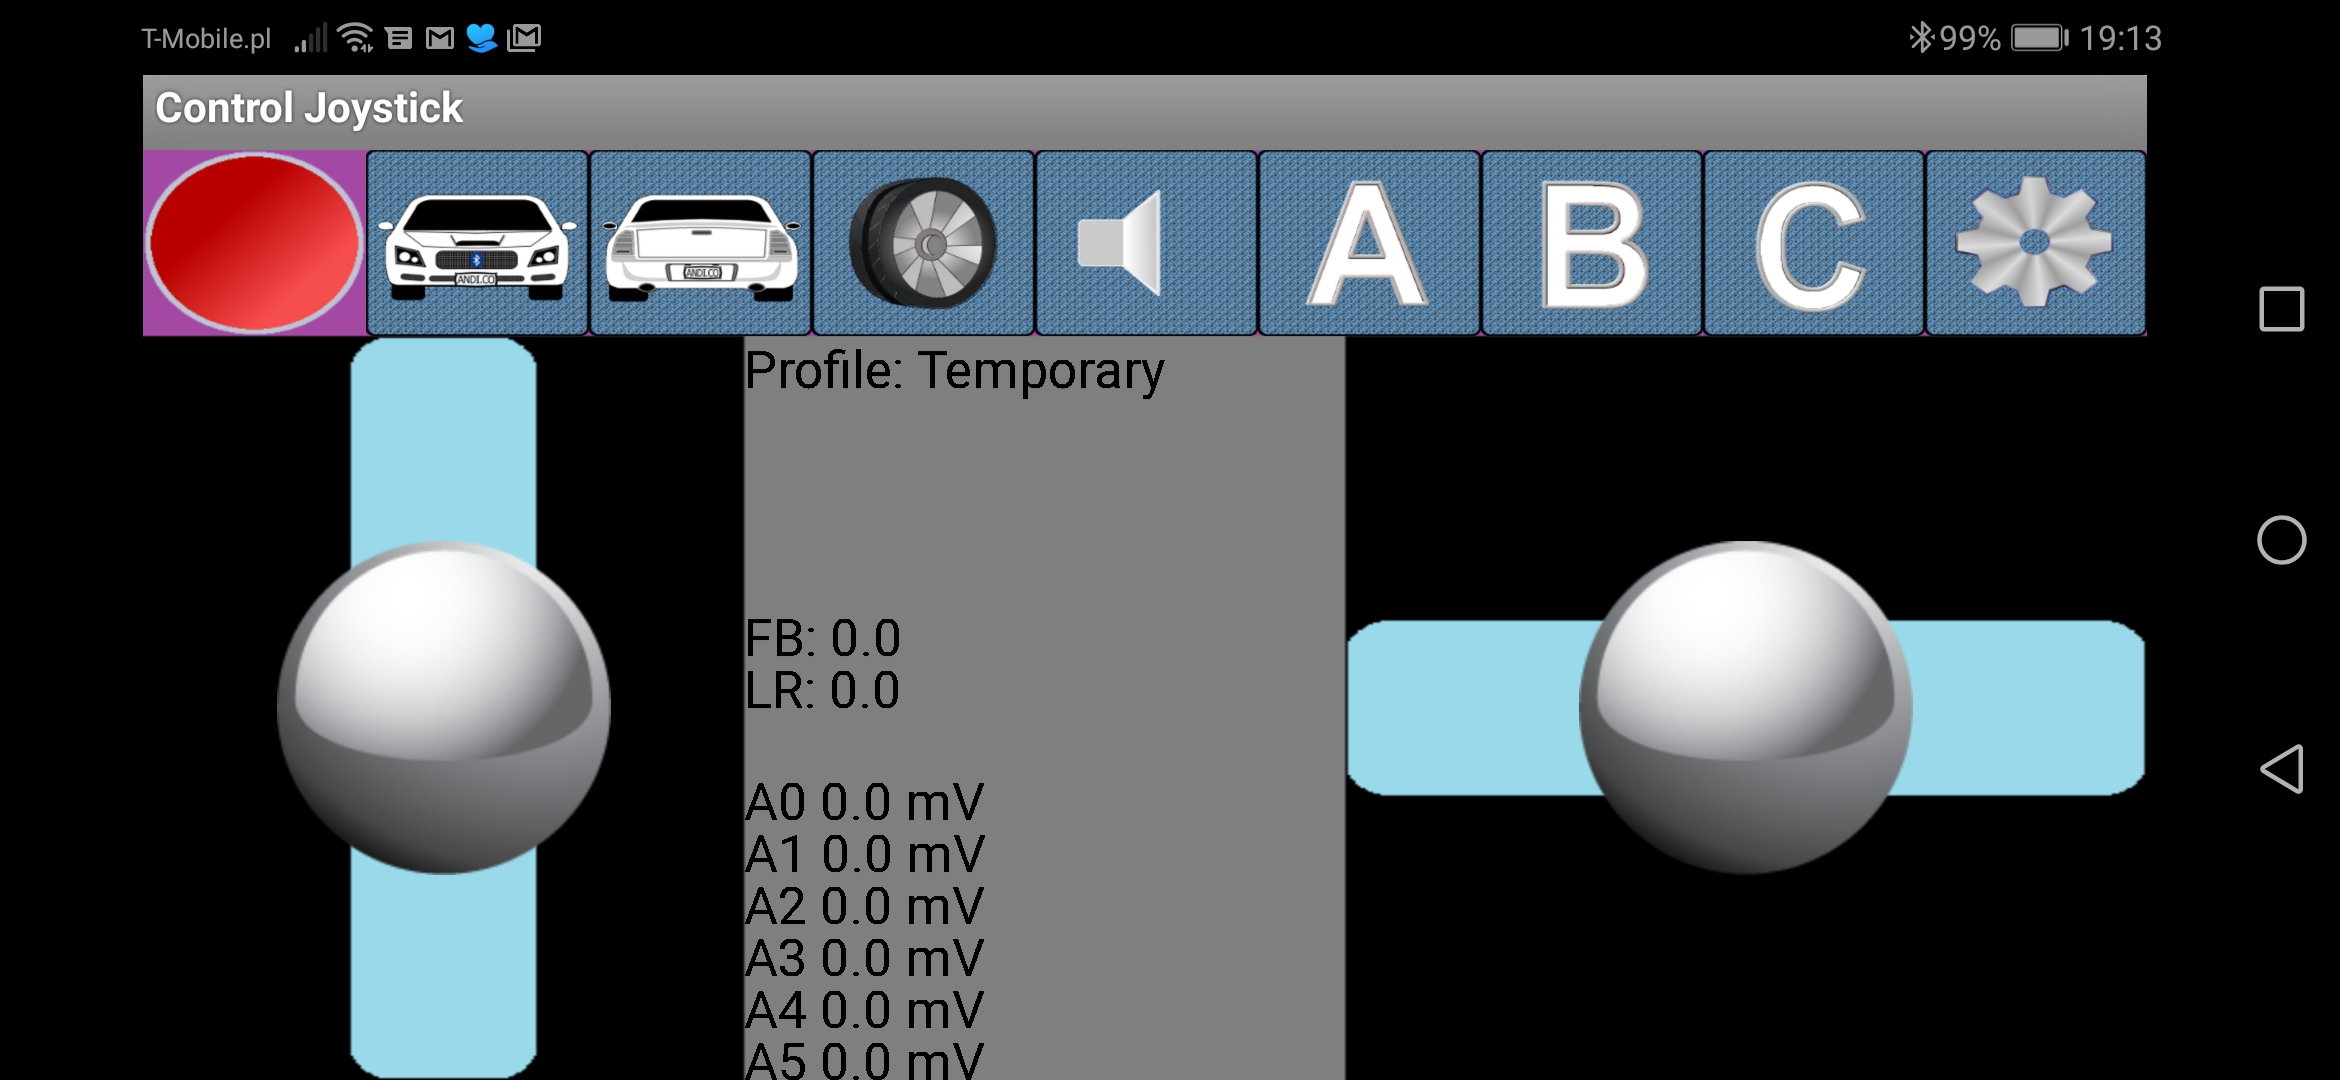 T-Mobile.pl 99% 19:13
Control Joystick
ANDI.CO ANDI.CO A B C
Profile: Temporary
FB: 0.0
LR: 0.0
A0 0.0 mV
A1 0.0 mV
A2 0.0 mV
A3 0.0 mV
A4 0.0 mV
A5 0.0 mV